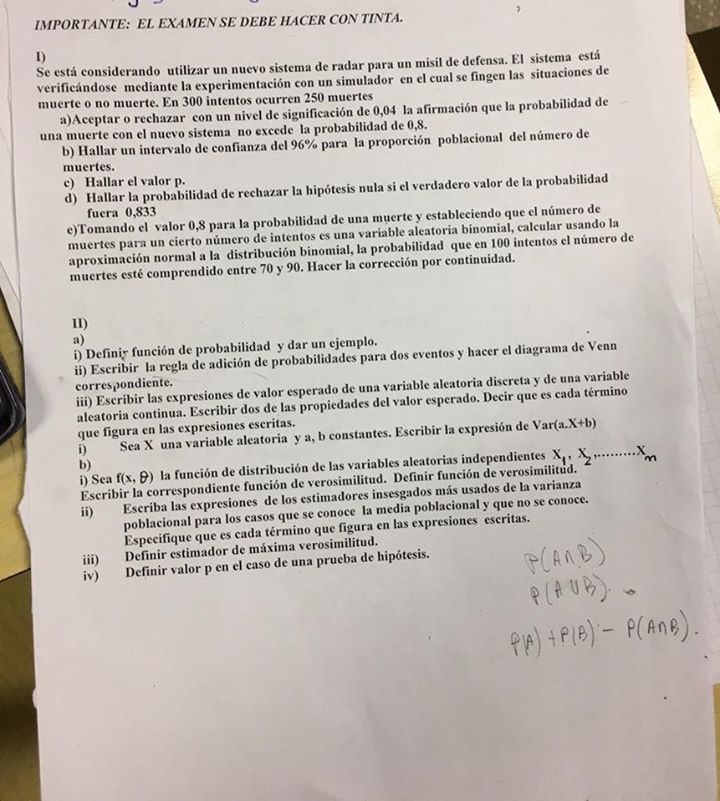 IMPORTANTE: EL EXAMEN SE DEBE HACER CON TINTA.
I)
Se está considerando utilizar un nuevo sistema de radar para un misil de defensa. El sistema está
verificándose mediante la experimentación con un simulador en el cual se fingen las situaciones de
muerte o no muerte. En 300 intentos ocurren 250 muertes
a)Aceptar o rechazar con un nivel de significación de 0,04 la afirmación que la probabilidad de
una muerte con el nuevo sistema no excede la probabilidad de 0,8.
b) Hallar un intervalo de confianza del 96% para la proporción poblacional del número de
muertes.
c) Hallar el valor p.
d) Hallar la probabilidad de rechazar la hipótesis nula si el verdadero valor de la probabilidad
fuera 0,833
e)Tomando el valor 0,8 para la probabilidad de una muerte y estableciendo que el número de
muertes para un cierto número de intentos es una variable aleatoria binomial, calcular usando la
aproximación normal a la distribución binomial, la probabilidad que en 100 intentos el número de
muertes esté comprendido entre 70 y 90. Hacer la corrección por continuidad.
II)
a)
i) Definir función de probabilidad y dar un ejemplo.
ii) Escribir la regla de adición de probabilidades para dos eventos y hacer el diagrama de Venn
correspondiente.
iii) Escribir las expresiones de valor esperado de una variable aleatoria discreta y de una variable
aleatoria continua. Escribir dos de las propiedades del valor esperado. Decir que es cada término
que figura en las expresiones escritas.
i) Sea X una variable aleatoria y a, b constantes. Escribir la expresión de Var(a.X+b)
b)
i) Sea f(x, θ) la función de distribución de las variables aleatorias independientes X₁, X₂,.........Xₙ
Escribir la correspondiente función de verosimilitud. Definir función de verosimilitud.
ii) Escriba las expresiones de los estimadores insesgados más usados de la varianza
poblacional para los casos que se conoce la media poblacional y que no se conoce.
Especifique que es cada término que figura en las expresiones escritas.
iii) Definir estimador de máxima verosimilitud.
iv) Definir valor p en el caso de una prueba de hipótesis.
P(A∩B)
P(A∪B).
P(A)+P(B)- P(A∩B).